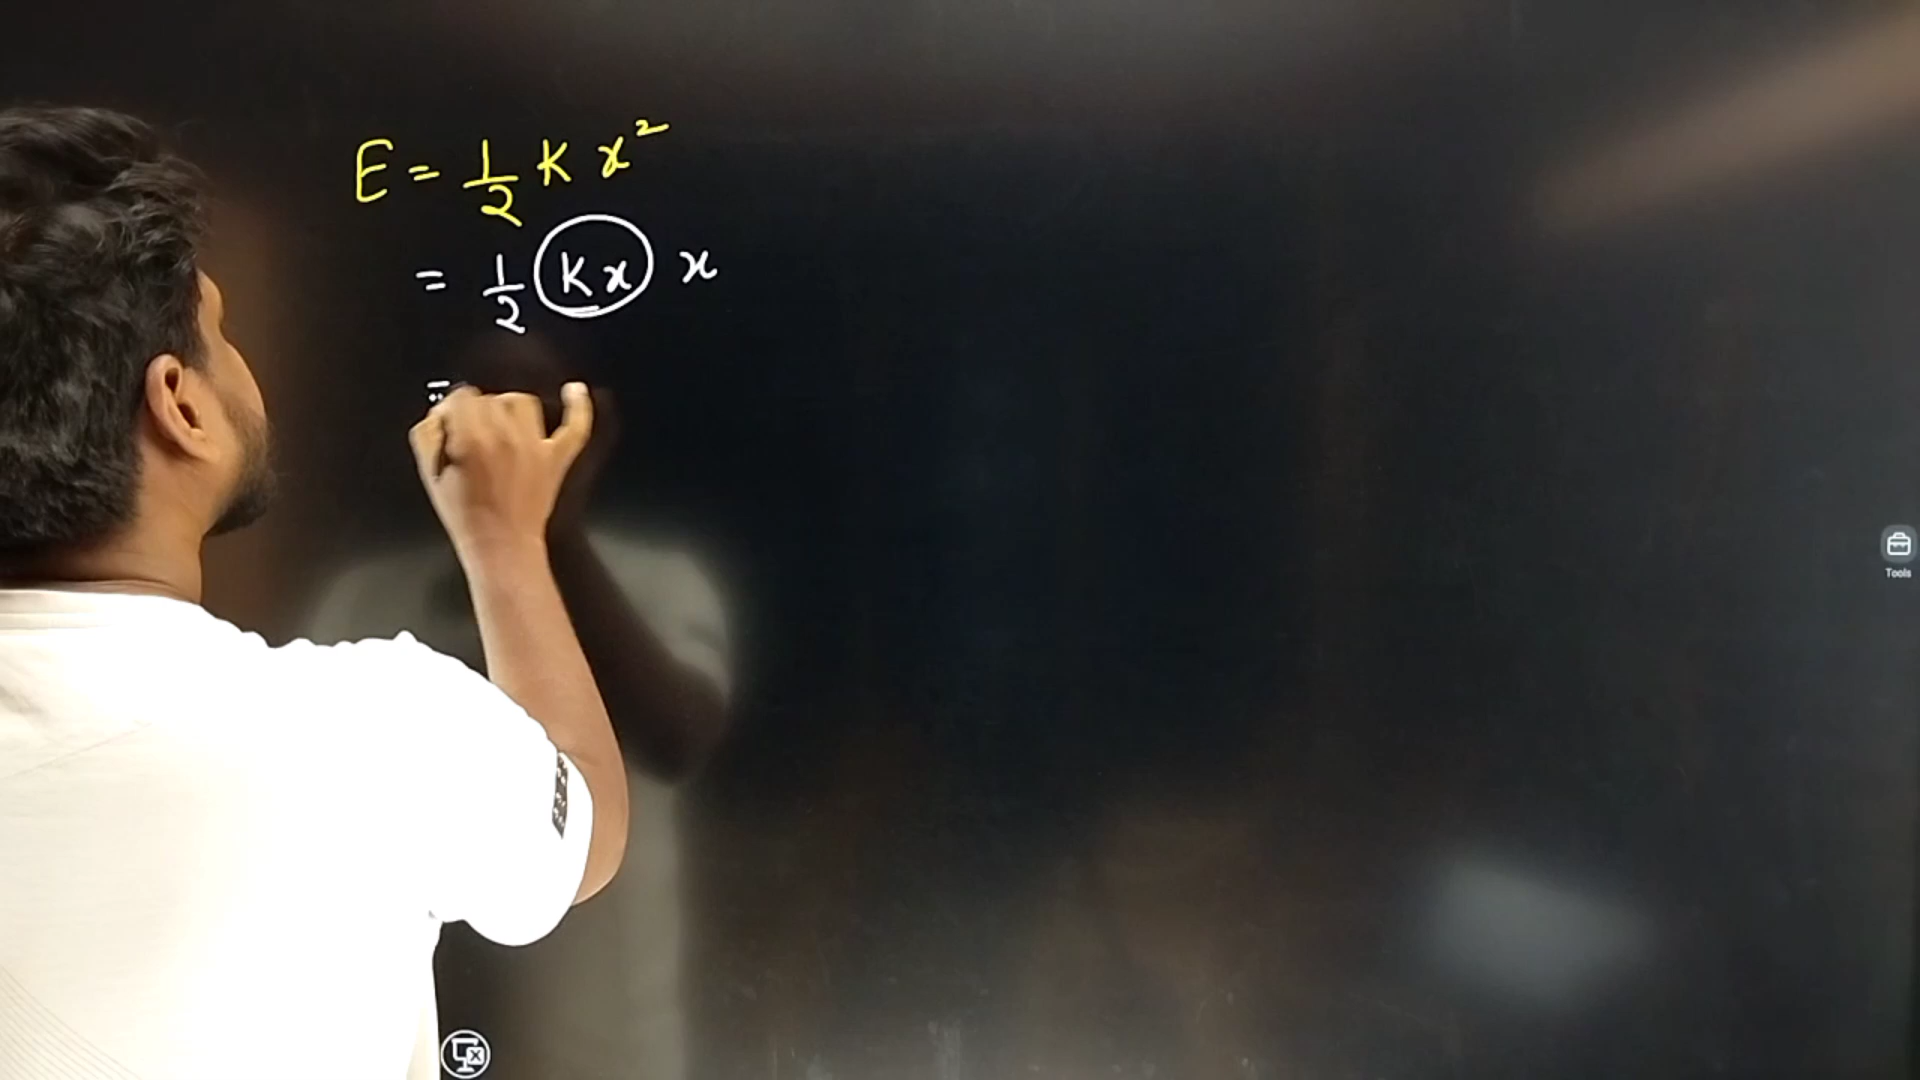 E = 1/2 K x²
= 1/2 (Kx) x
=
Tools